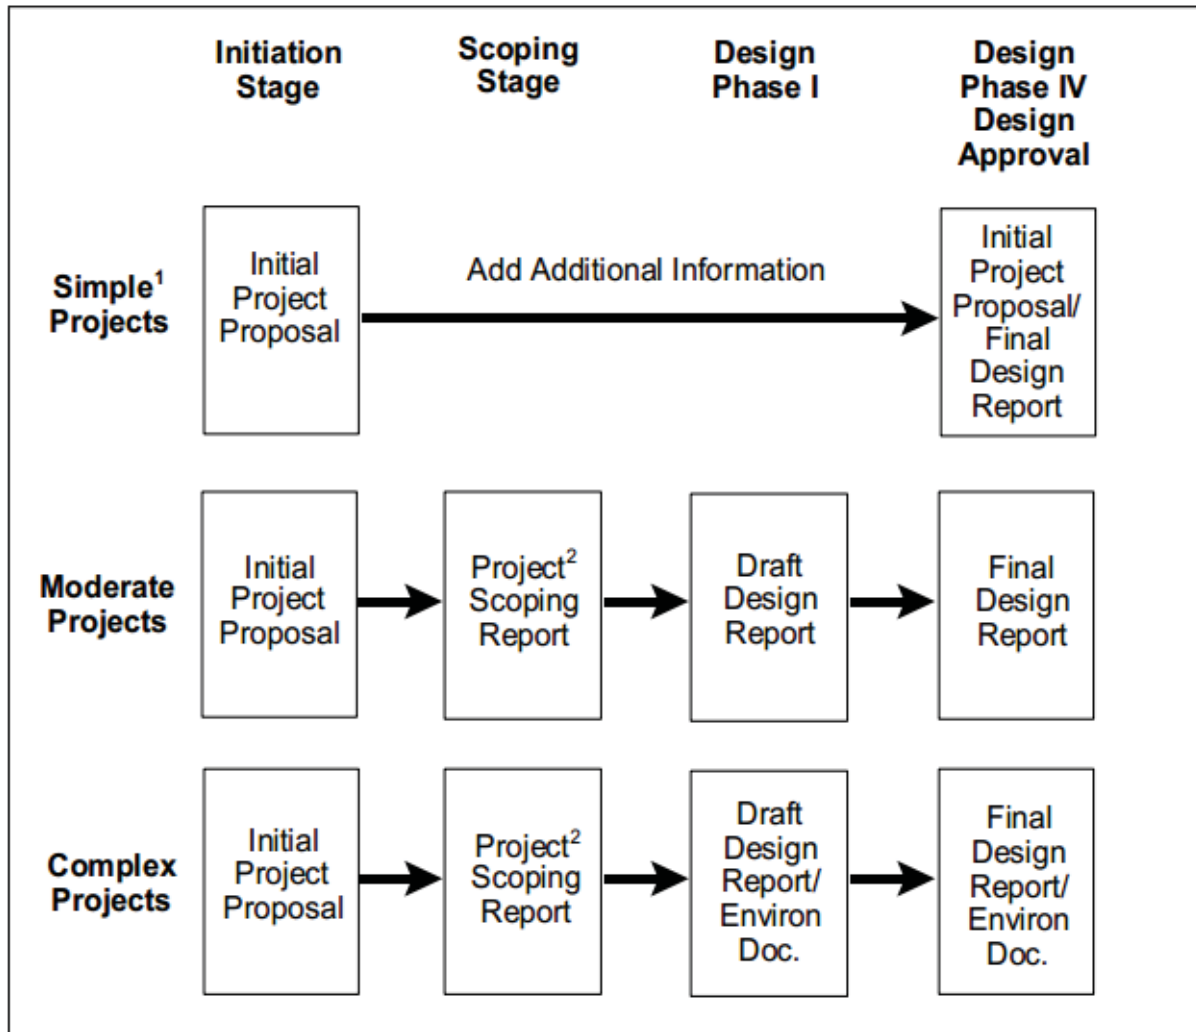 Initiation
Stage
Scoping
Stage
Design
Phase I
Design
Phase IV
Design
Approval
Simple¹
Projects
Initial
Project
Proposal
Add Additional Information
Initial
Project
Proposal/
Final
Design
Report
Moderate
Projects
Initial
Project
Proposal
Project²
Scoping
Report
Draft
Design
Report
Final
Design
Report
Complex
Projects
Initial
Project
Proposal
Project²
Scoping
Report
Draft
Design
Report/
Environ
Doc.
Final
Design
Report/
Environ
Doc.